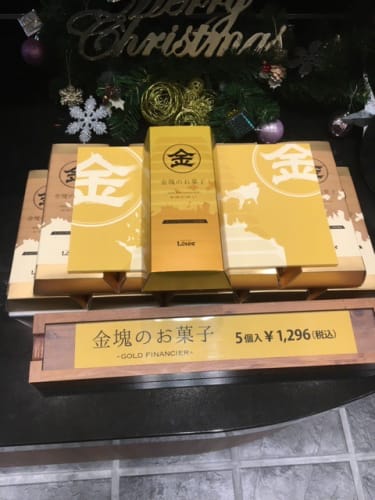 Merry
Christmas
金
金塊のお菓子
金
金
金塊のお菓子
-GOLD FINANCIER-
5個入 ¥1,296(税込)